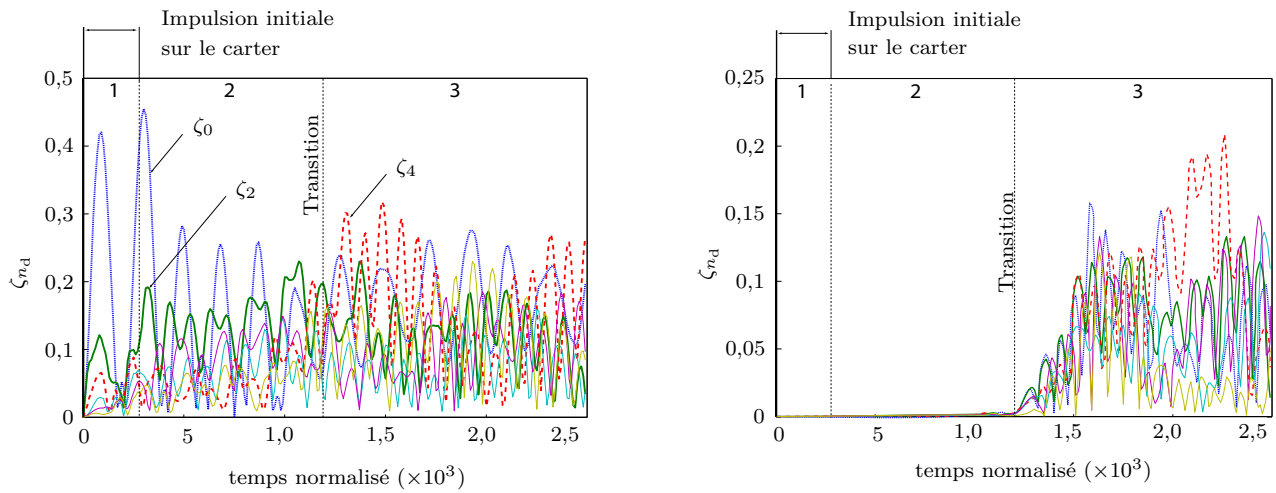 Impulsion initiale
sur le carter
0,5
0,4
0,3
0,2
0,1
0
ζn_d
1
2
3
ζ0
ζ2
ζ4
Transition
0
5
1,0
1,5
2,0
2,5
temps normalisé (×10³)
Impulsion initiale
sur le carter
0,25
0,2
0,15
0,1
0,05
0
ζn_d
1
2
3
Transition
0
5
1,0
1,5
2,0
2,5
temps normalisé (×10³)